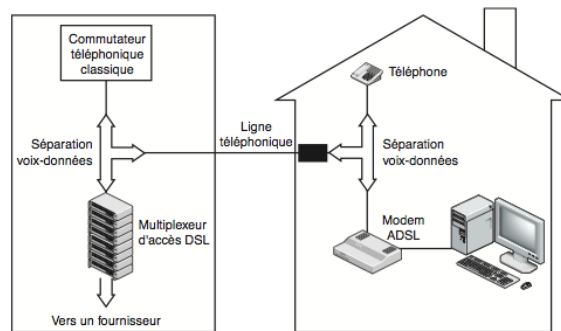 Commutateur
téléphonique
classique
Séparation
voix-données
Multiplexeur
d'accès DSL
Vers un fournisseur
Ligne
téléphonique
Téléphone
Séparation
voix-données
Modem
ADSL